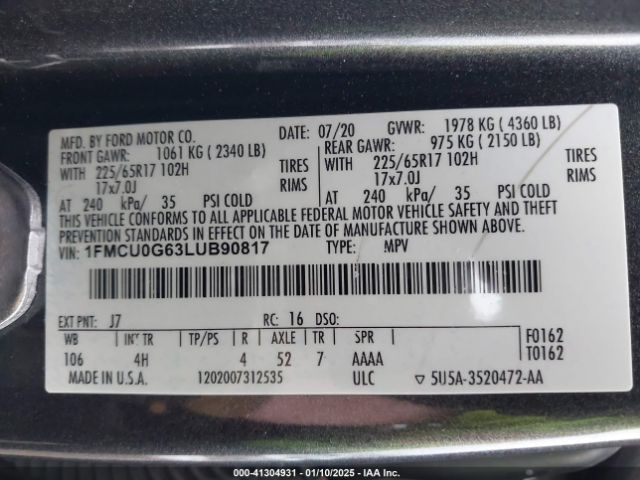 MFD. BY FORD MOTOR CO. DATE: 07/20 GVWR: 1978 KG ( 4360 LB)
FRONT GAWR: 1061 KG ( 2340 LB) REAR GAWR: 975 KG ( 2150 LB)
WITH 225/65R17 102H TIRES WITH 225/65R17 102H TIRES
17x7.0J RIMS 17x7.0J RIMS
AT 240 kPa/ 35 PSI COLD AT 240 kPa/ 35 PSI COLD
THIS VEHICLE CONFORMS TO ALL APPLICABLE FEDERAL MOTOR VEHICLE SAFETY AND THEFT
PREVENTION STANDARDS IN EFFECT ON THE DATE OF MANUFACTURE SHOWN ABOVE.
VIN: 1FMCU0G63LUB90817 TYPE: MPV
EXT PNT: J7 RC: 16 DSO:
WB INT TR TP/PS R AXLE TR SPR F0162
106 4H 4 52 7 AAAA T0162
MADE IN U.S.A. 1202007312535 ULC ▽ 5U5A-3520472-AA
000-41304931 - 01/10/2025 - IAA Inc.